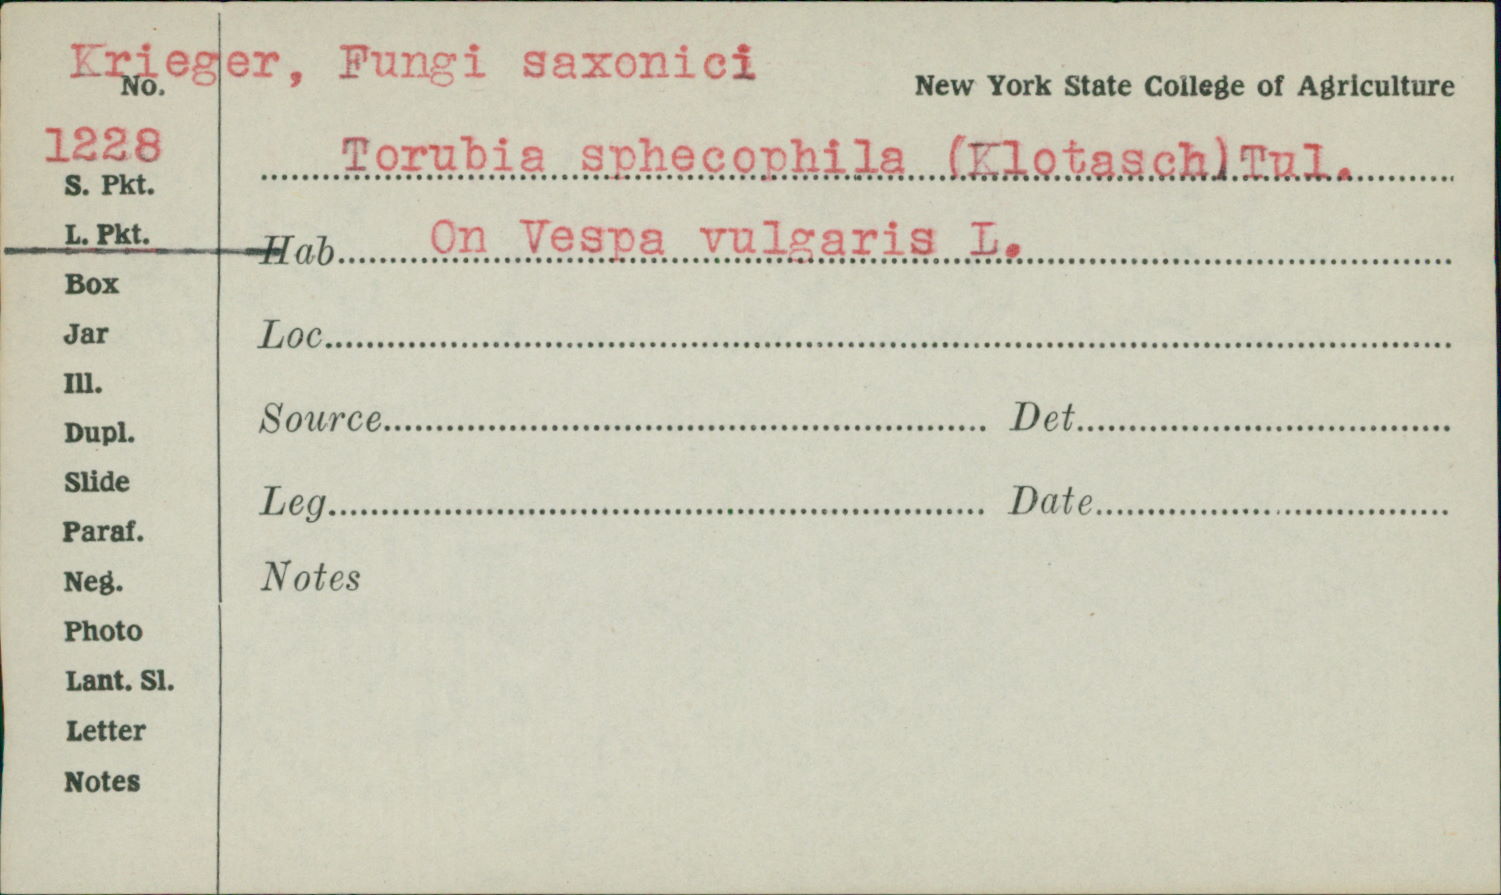 Krieger, Fungi saxonici
No.
New York State College of Agriculture
1228
Torubia sphecophila (Klotasch)Tul.
S. Pkt.
L. Pkt.
Hab. On Vespa vulgaris L.
Box
Jar
Loc.
Ill.
Dupl.
Source Det.
Slide
Leg. Date
Paraf.
Neg.
Notes
Photo
Lant. Sl.
Letter
Notes